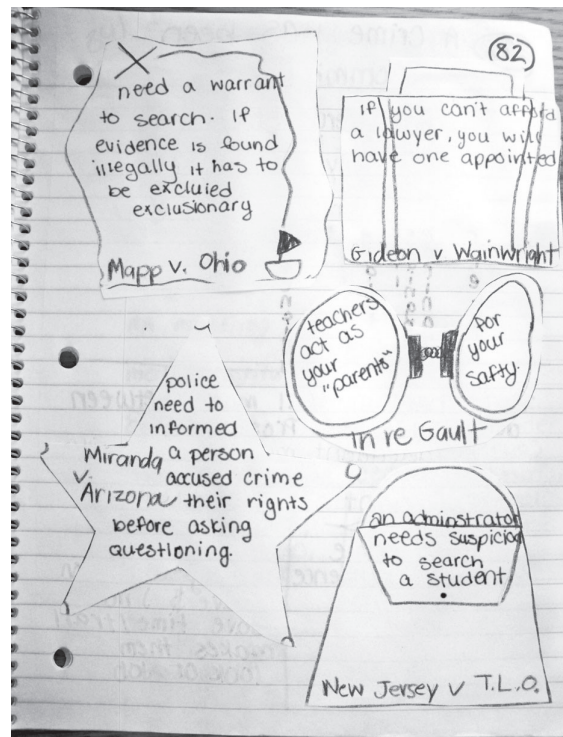 (82)
need a warrant
to search. If
evidence is found
illegally it has to
be excluied
exclusionary
Mapp v. Ohio
If you can't afford
a lawyer, you will
have one appointed
Gideon v Wainwright
teachers
act as
your
"parents"
for
your
safty.
In re Gault
police
need to
informed
Miranda a person
v. accused crime
Arizona their rights
before asking
questioning.
an adminstrator
needs suspicion
to search
a student
New Jersey v T.L.O.